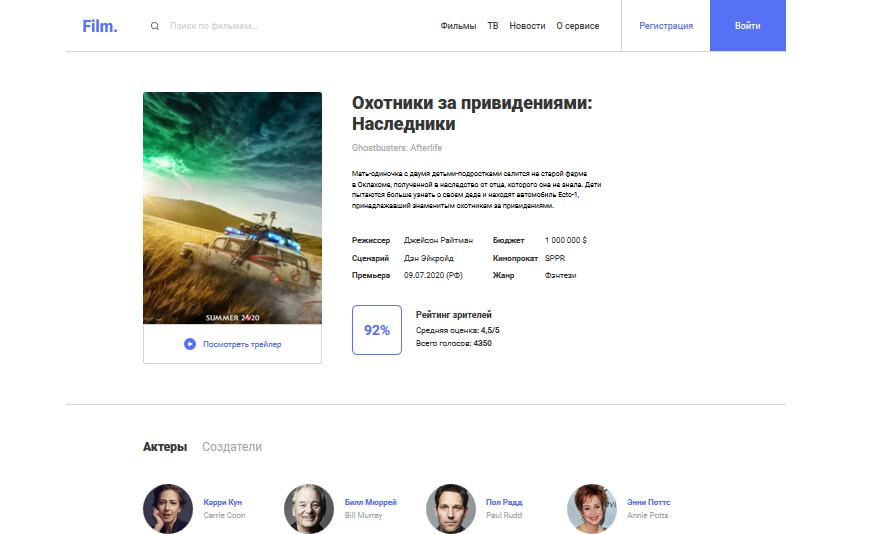 Film.
Поиск по фильмам...
Фильмы ТВ Новости О сервисе
Регистрация
Войти
Охотники за привидениями:
Наследники
Ghostbusters: Afterlife
Мать-одиночка с двумя детьми-подростками селится на старой ферме
в Оклахоме, полученной в наследство от отца, которого она не знала. Дети
пытаются больше узнать о своем деде и находят автомобиль Ecto-1,
принадлежавший знаменитым охотникам за привидениями.
Режиссер Джейсон Райтман Бюджет 1 000 000 $
Сценарий Дэн Эйкройд Кинопрокат SPPR
Премьера 09.07.2020 (РФ) Жанр Фэнтези
SUMMER 2020
Посмотреть трейлер
92%
Рейтинг зрителей
Средняя оценка: 4,5/5
Всего голосов: 4350
Актеры Создатели
Кэрри Кун
Carrie Coon
Билл Мюррей
Bill Murray
Пол Радд
Paul Rudd
Энни Поттс
Annie Potts